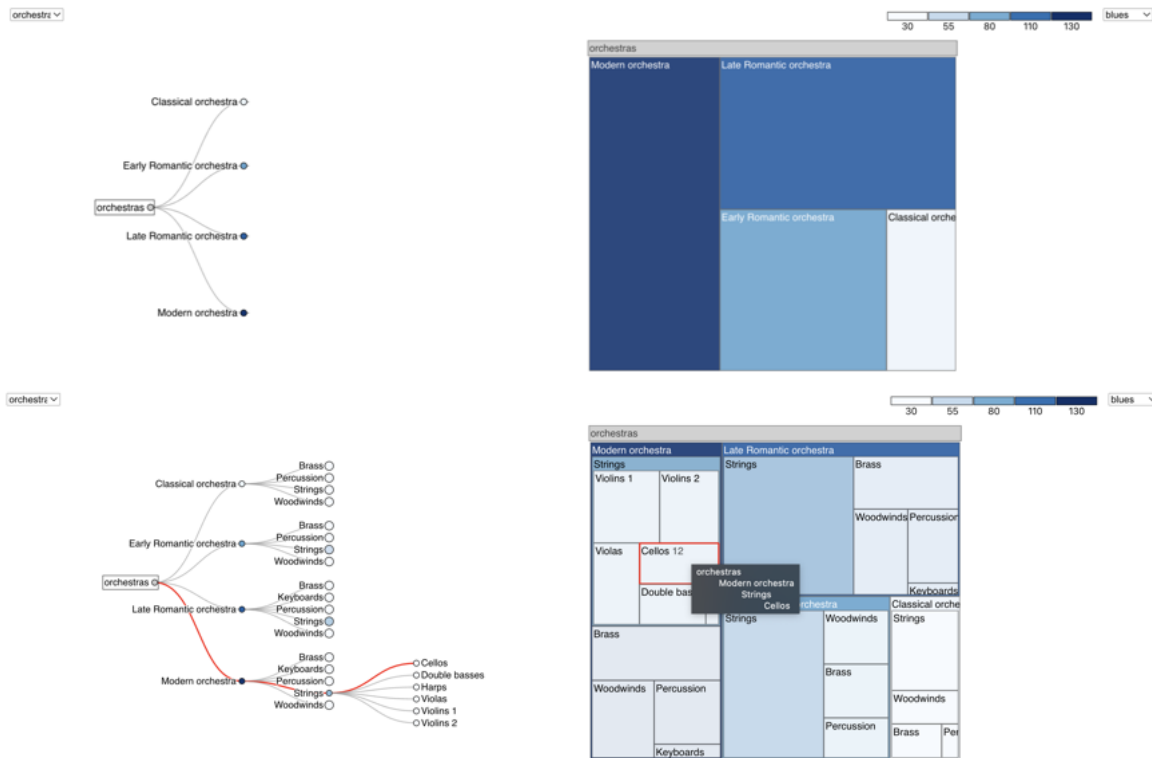 orchestra
30 55 80 110 130
blues
Classical orchestra
Early Romantic orchestra
orchestras
Late Romantic orchestra
Modern orchestra
orchestras
Modern orchestra
Late Romantic orchestra
Early Romantic orchestra
Classical orche
orchestra
30 55 80 110 130
blues
Classical orchestra
Brass
Percussion
Strings
Woodwinds
Early Romantic orchestra
Brass
Percussion
Strings
Woodwinds
orchestras
Late Romantic orchestra
Brass
Keyboards
Percussion
Strings
Woodwinds
Modern orchestra
Brass
Keyboards
Percussion
Strings
Woodwinds
Cellos
Double basses
Harps
Violas
Violins 1
Violins 2
orchestras
Modern orchestra
Strings
Violins 1
Violins 2
Violas
Cellos 12
Double bas
Brass
Woodwinds
Percussion
Keyboards
Late Romantic orchestra
Strings
Brass
Woodwinds
Percussion
Keyboards
orchestras
Modern orchestra
Strings
Cellos
rchestra
Strings
Woodwinds
Brass
Percussion
Classical orche
Strings
Woodwinds
Brass
Per